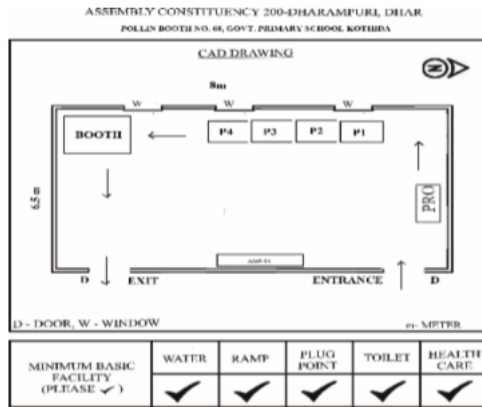 ASSEMBLY CONSTITUENCY 200-DHARAMPURI, DHAR
POLLIN BOOTH NO. 60, GOVT. PRIMARY SCHOOL
CAD DRAWING
N
8m
W W W
BOOTH P4 P3 P2 P1
6.5 m
PRO
D EXIT ENTRANCE D
D - DOOR, W - WINDOW m- METER
MINIMUM BASIC FACILITY (PLEASE ✓) WATER RAMP PLUG POINT TOILET HEALTH CARE
✓ ✓ ✓ ✓ ✓